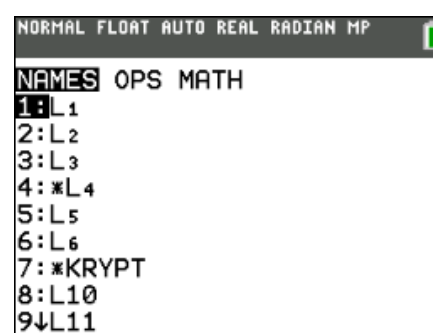 NORMAL FLOAT AUTO REAL RADIAN MP
NAMES OPS MATH
1:L₁
2:L₂
3:L₃
4:*L₄
5:L₅
6:L₆
7:*KRYPT
8:L10
9↓L11